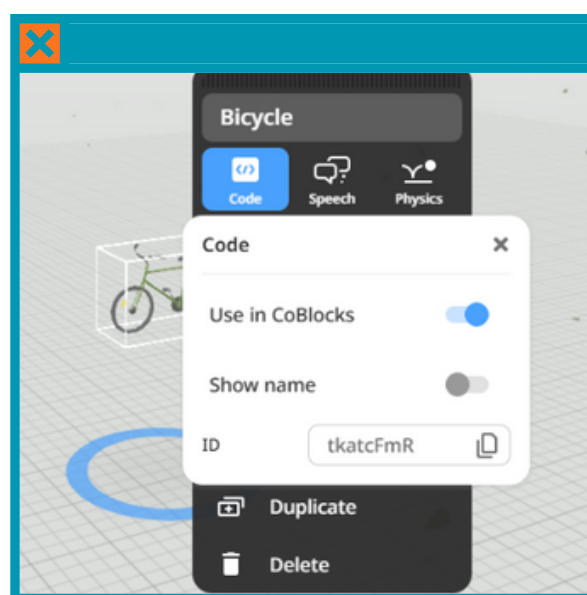 Bicycle
Code Speech Physics
Code
Use in CoBlocks
Show name
ID tkatcFmR
Duplicate
Delete